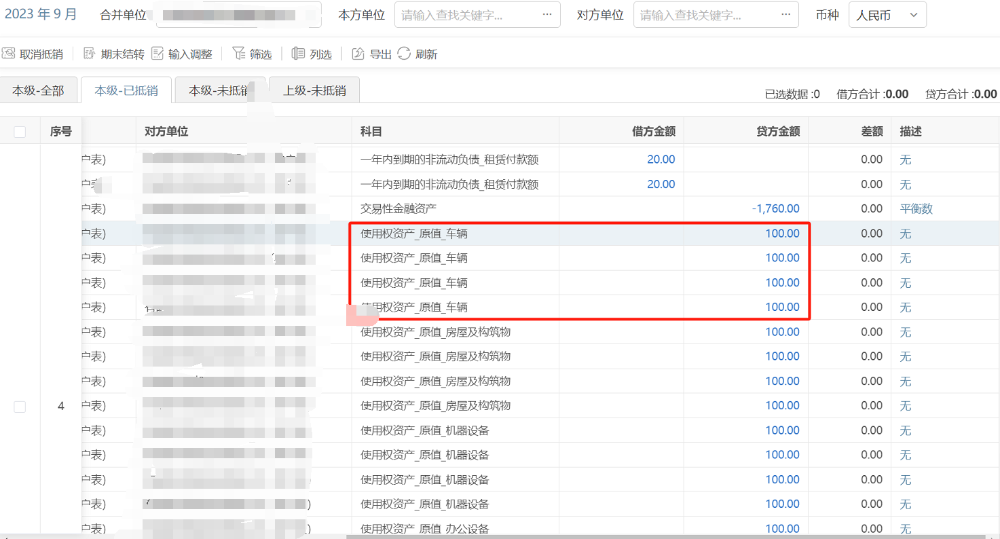 2023 年 9 月 合并单位 本方单位 请输入查找关键字... ... 对方单位 请输入查找关键字... ... 币种 人民币
取消抵销 期末结转 输入调整 筛选 列选 导出 刷新
本级-全部 本级-已抵销 本级-未抵销 上级-未抵销 已选数据 :0 借方合计 :0.00 贷方合计 :0.00
序号 对方单位 科目 借方金额 贷方金额 差额 描述
户表) 一年内到期的非流动负债_租赁付款额 20.00 0.00 无
户表) 一年内到期的非流动负债_租赁付款额 20.00 0.00 无
户表) 交易性金融资产 -1,760.00 0.00 平衡数
户表) 使用权资产_原值_车辆 100.00 0.00 无
户表) 使用权资产_原值_车辆 100.00 0.00 无
户表) 使用权资产_原值_车辆 100.00 0.00 无
户表) 使用权资产_原值_车辆 100.00 0.00 无
户表) 使用权资产_原值_房屋及构筑物 100.00 0.00 无
户表) 使用权资产_原值_房屋及构筑物 100.00 0.00 无
户表) 使用权资产_原值_房屋及构筑物 100.00 0.00 无
4 户表) 使用权资产_原值_房屋及构筑物 100.00 0.00 无
户表) 使用权资产_原值_机器设备 100.00 0.00 无
户表) 使用权资产_原值_机器设备 100.00 0.00 无
户表) 使用权资产_原值_机器设备 100.00 0.00 无
户表) ) 使用权资产_原值_机器设备 100.00 0.00 无
户表) ) 使用权资产_原值_办公设备 100.00 0.00 无